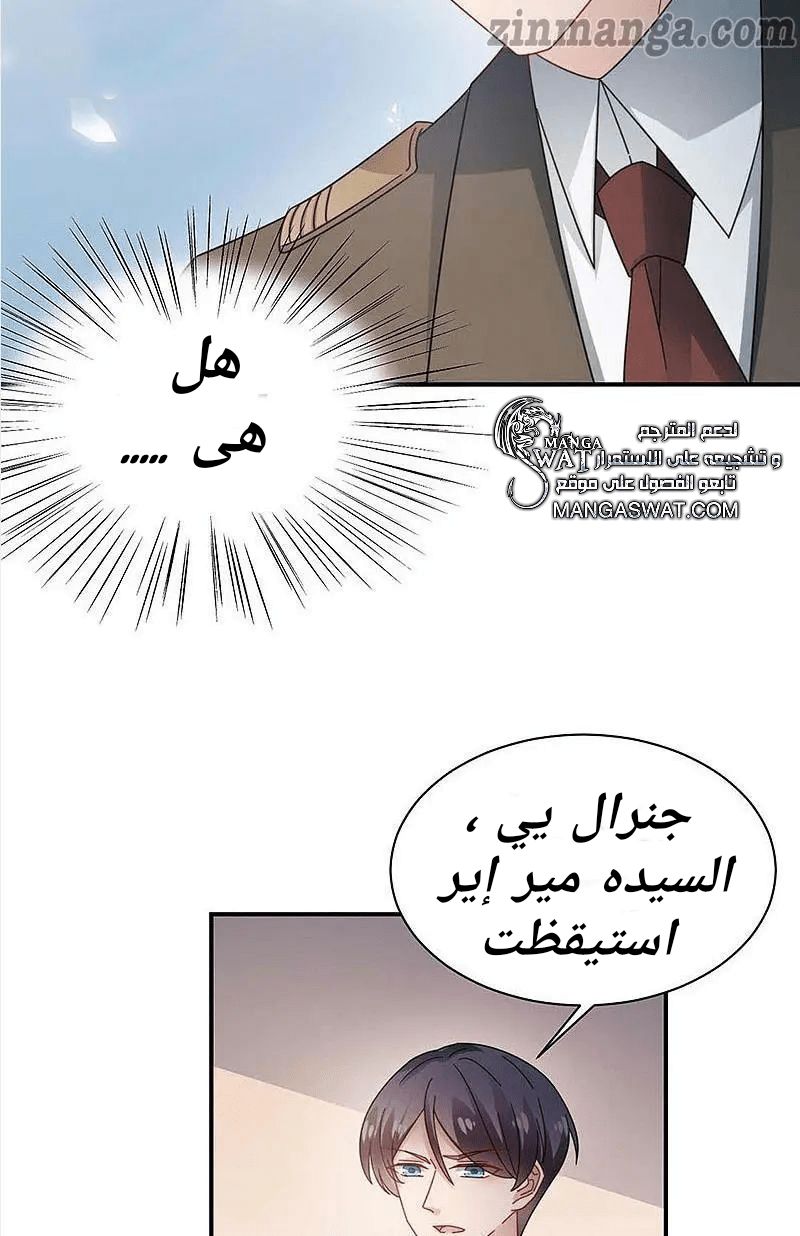 zinmanga.com
هل
هى .....
MANGA
SWAT
لدعم المترجم
و تشجيعه على الاستمرار
تابعو الفصول على موقع
MANGASWAT.COM
جنرال يي ،
السيده مير إير
استيقظت